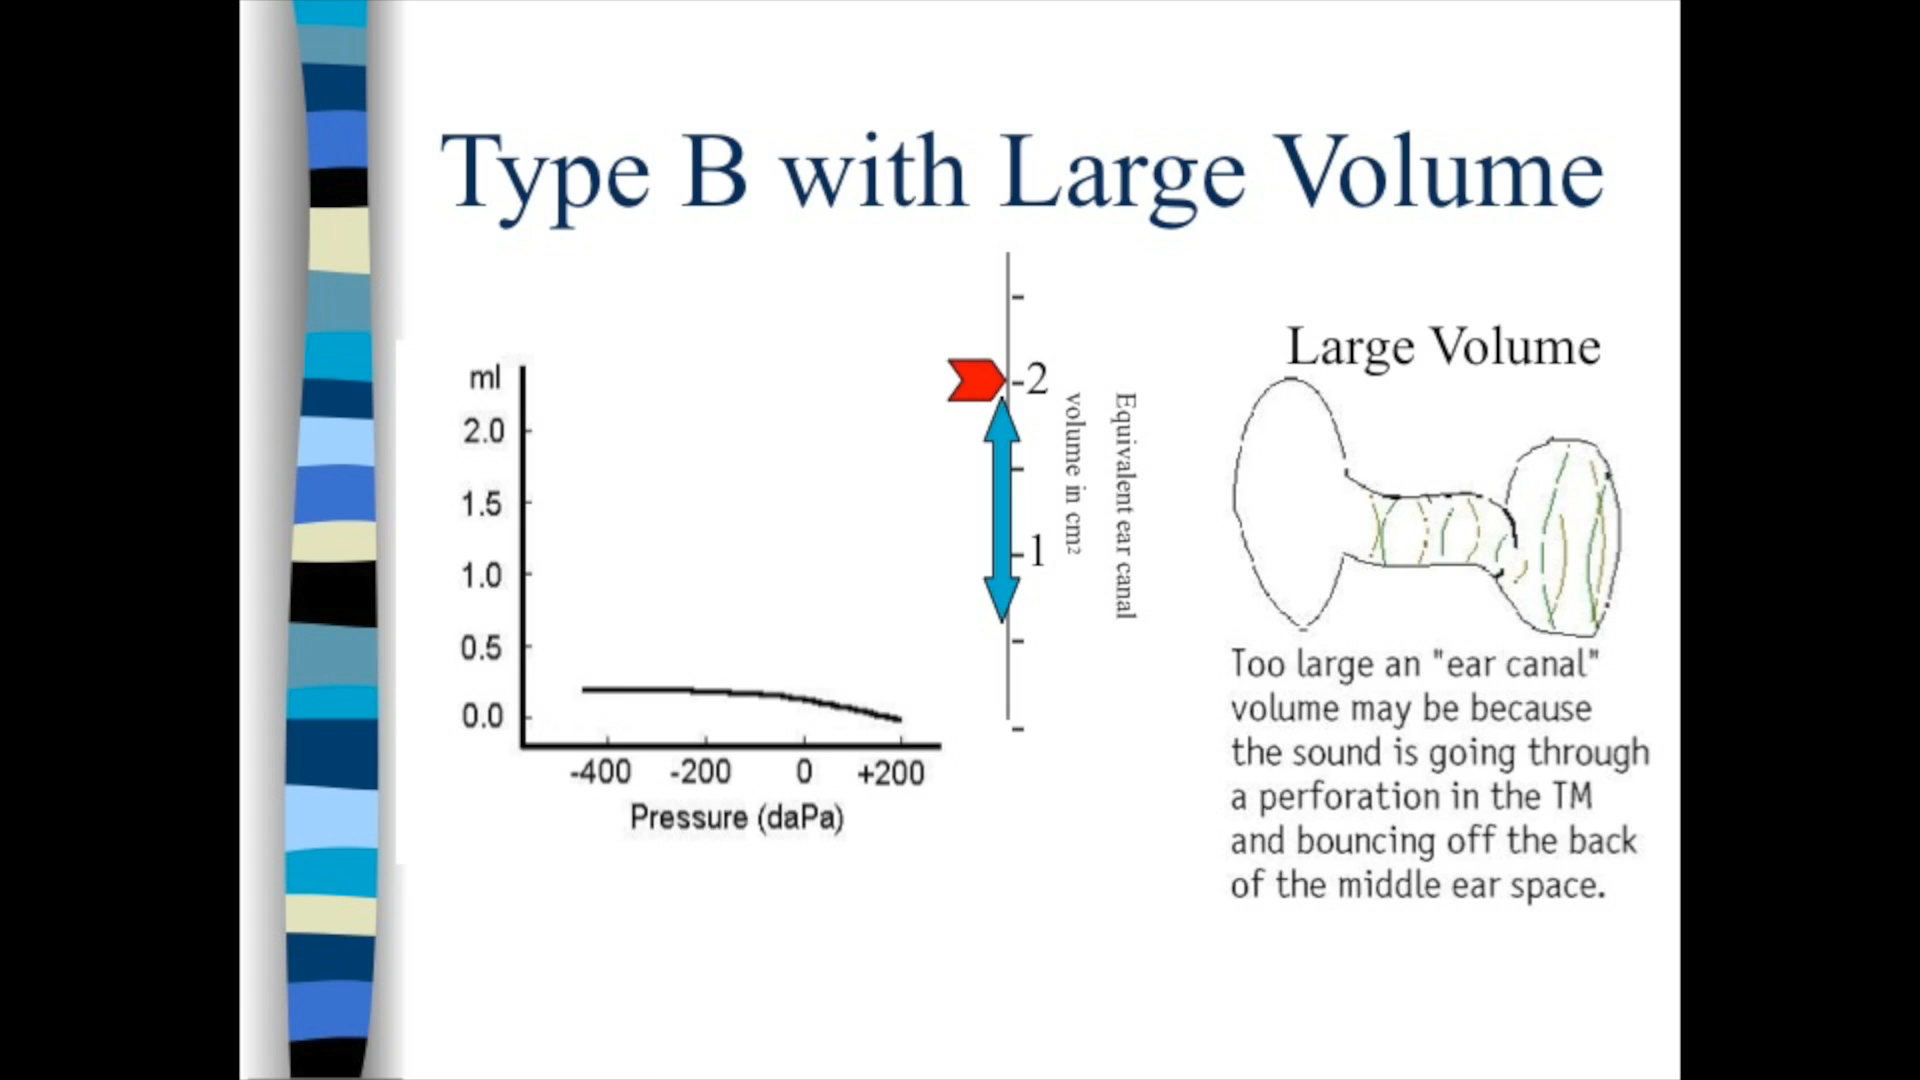 Type B with Large Volume
ml
2.0
1.5
1.0
0.5
0.0
-400 -200 0 +200
Pressure (daPa)
-
-2
-
-1
-
-
Equivalent ear canal
volume in cm2
Large Volume
Too large an "ear canal"
volume may be because
the sound is going through
a perforation in the TM
and bouncing off the back
of the middle ear space.